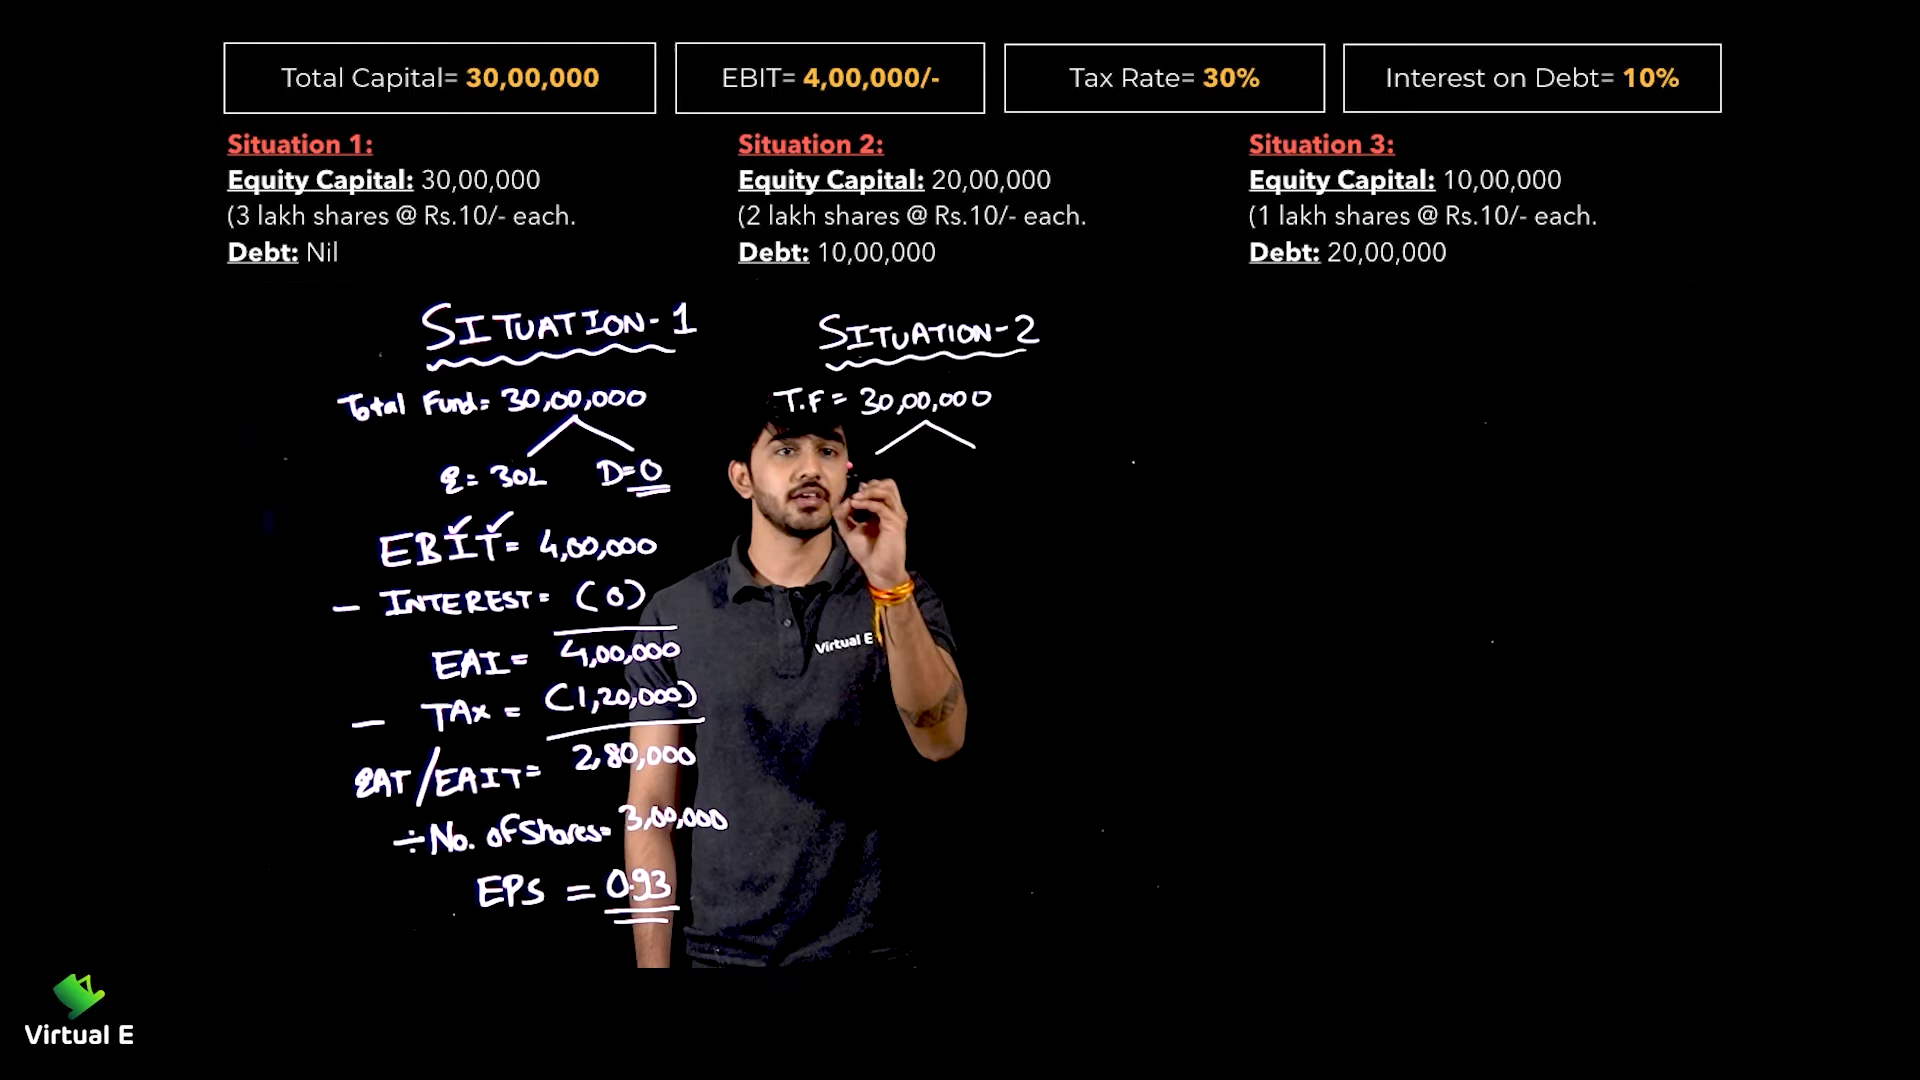 Total Capital= 30,00,000
EBIT= 4,00,000/-
Tax Rate= 30%
Interest on Debt= 10%
Situation 1:
Equity Capital: 30,00,000
(3 lakh shares @ Rs.10/- each.
Debt: Nil
Situation 2:
Equity Capital: 20,00,000
(2 lakh shares @ Rs.10/- each.
Debt: 10,00,000
Situation 3:
Equity Capital: 10,00,000
(1 lakh shares @ Rs.10/- each.
Debt: 20,00,000
SITUATION-1
Total Fund= 30,00,000
E= 30L D=0
EBIT= 4,00,000
- INTEREST= (0)
EAI= 4,00,000
- TAX = (1,20,000)
EAT/EAIT= 2,80,000
÷No. of Shares= 3,00,000
EPS = 0.93
SITUATION-2
T.F = 30,00,000
Virtual E
Virtual E